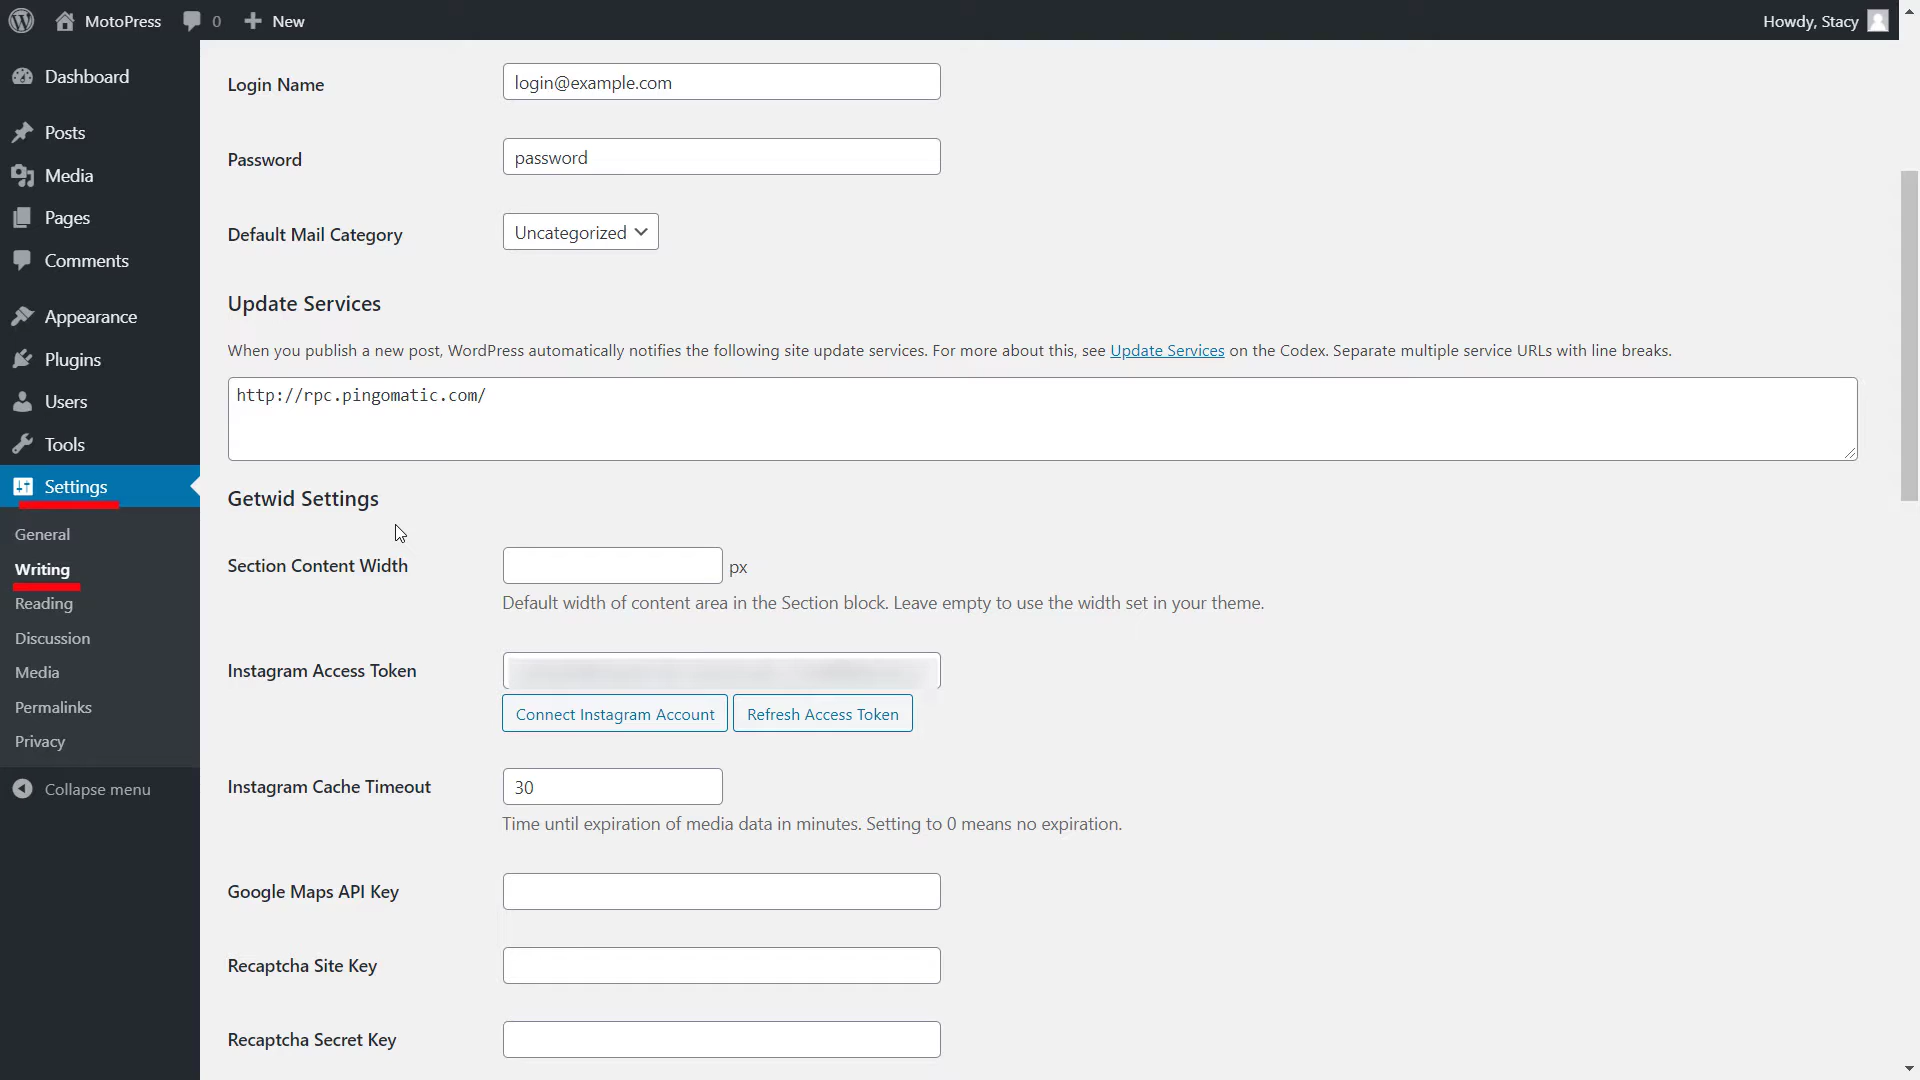 MotoPress 0 New Howdy, Stacy
Dashboard
Posts
Media
Pages
Comments
Appearance
Plugins
Users
Tools
Settings
General
Writing
Reading
Discussion
Media
Permalinks
Privacy
Collapse menu
Login Name login@example.com
Password password
Default Mail Category Uncategorized
Update Services
When you publish a new post, WordPress automatically notifies the following site update services. For more about this, see Update Services on the Codex. Separate multiple service URLs with line breaks.
http://rpc.pingomatic.com/
Getwid Settings
Section Content Width px
Default width of content area in the Section block. Leave empty to use the width set in your theme.
Instagram Access Token
Connect Instagram Account Refresh Access Token
Instagram Cache Timeout 30
Time until expiration of media data in minutes. Setting to 0 means no expiration.
Google Maps API Key
Recaptcha Site Key
Recaptcha Secret Key